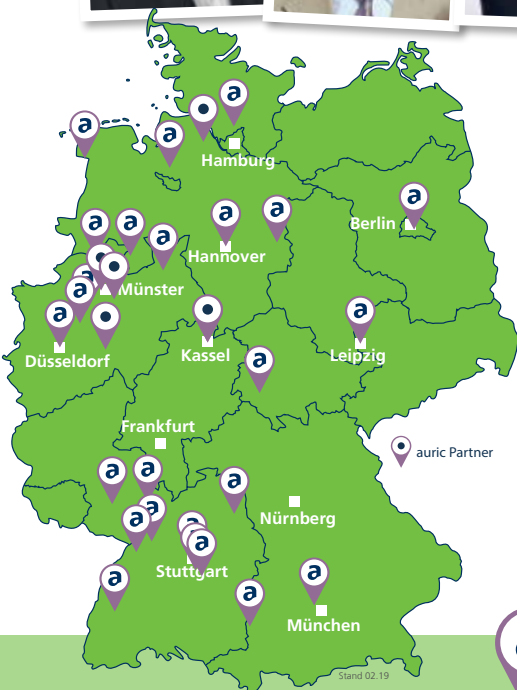 a
a
a
Hamburg
a
a
Berlin
a
a
a
a
Hannover
a
a
Münster
a
a
Kassel
Leipzig
Düsseldorf
a
Frankfurt
auric Partner
a
a
a
Nürnberg
a
a
a
a
Stuttgart
a
a
a
München
Stand 02.19